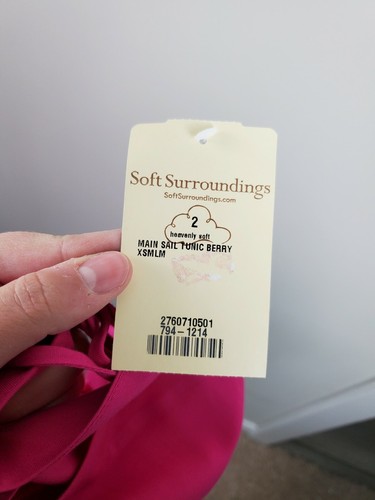 Soft Surroundings
SoftSurroundings.com
2
heavenly soft
MAIN SAIL TUNIC BERRY
XSMLM
2760710501
794-1214